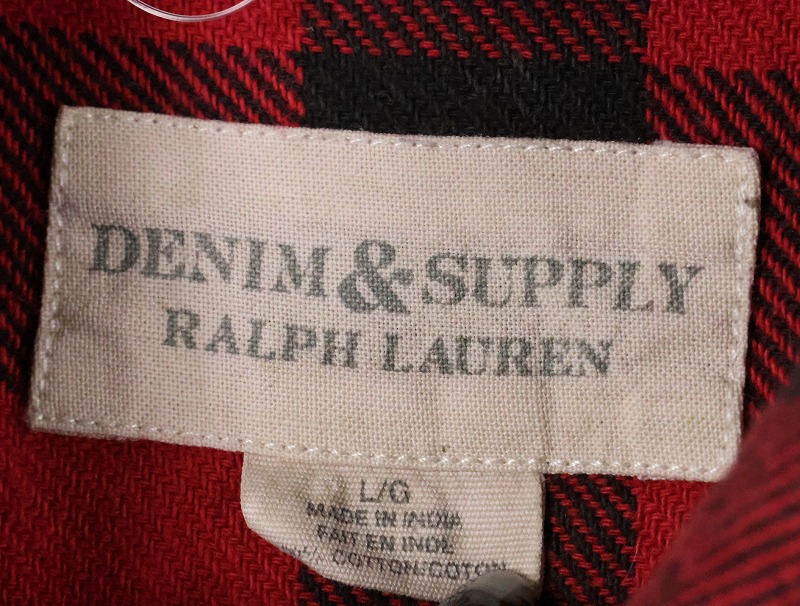 DENIM & SUPPLY
RALPH LAUREN
L/G
MADE IN INDIA
FAIT EN INDE
COTTON/COTON